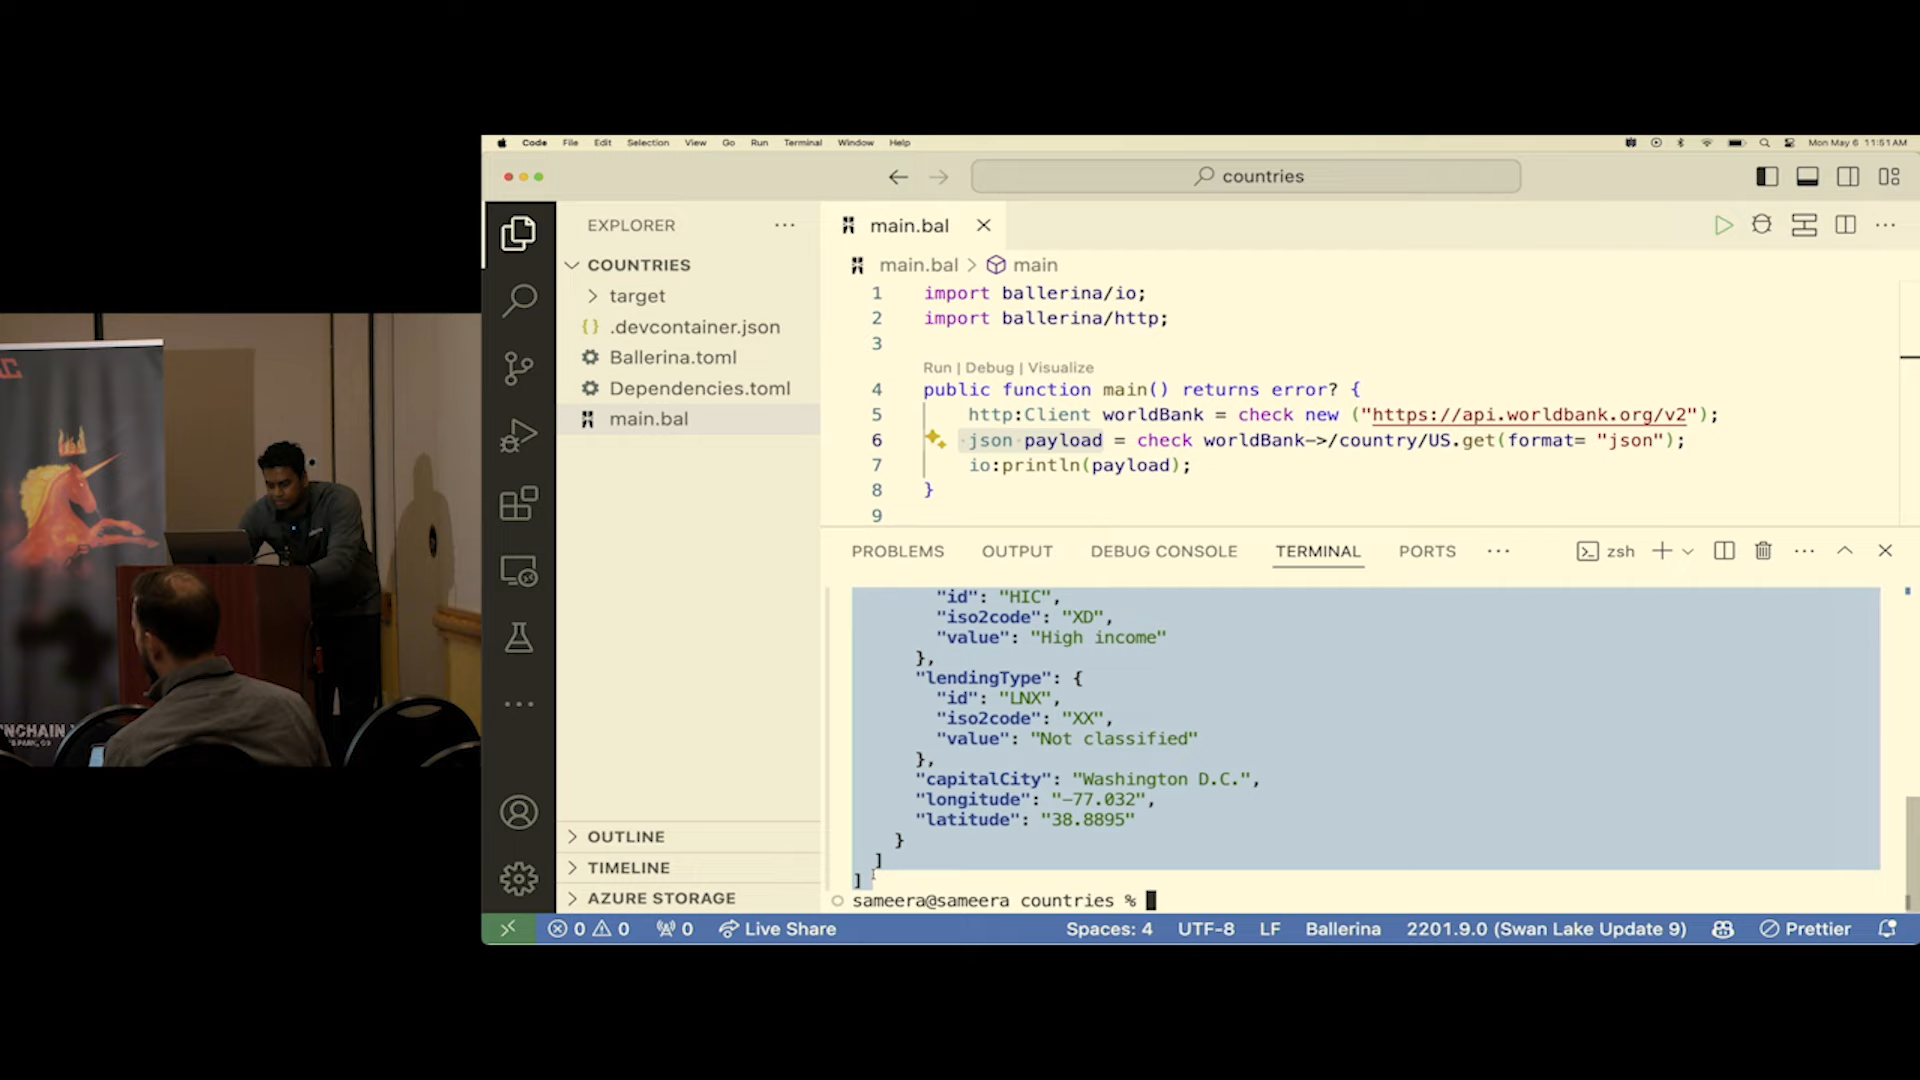 Code File Edit Selection View Go Run Terminal Window Help
Mon May 6 11:51 AM
countries
EXPLORER
COUNTRIES
target
{} .devcontainer.json
Ballerina.toml
Dependencies.toml
main.bal
OUTLINE
TIMELINE
AZURE STORAGE
main.bal
main.bal > main
1 import ballerina/io;
2 import ballerina/http;
3
Run | Debug | Visualize
4 public function main() returns error? {
5 http:Client worldBank = check new ("https://api.worldbank.org/v2");
6 json payload = check worldBank->/country/US.get(format= "json");
7 io:println(payload);
8 }
9
PROBLEMS OUTPUT DEBUG CONSOLE TERMINAL PORTS
zsh
"id": "HIC",
"iso2code": "XD",
"value": "High income"
},
"lendingType": {
"id": "LNX",
"iso2code": "XX",
"value": "Not classified"
},
"capitalCity": "Washington D.C.",
"longitude": "-77.032",
"latitude": "38.8895"
}
]
]
sameera@sameera countries %
0 0 0 Live Share Spaces: 4 UTF-8 LF Ballerina 2201.9.0 (Swan Lake Update 9) Prettier